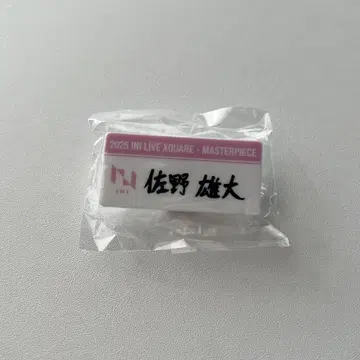 2025 INI LIVE XQUARE - MASTERPIECE
佐野 雄大
INI